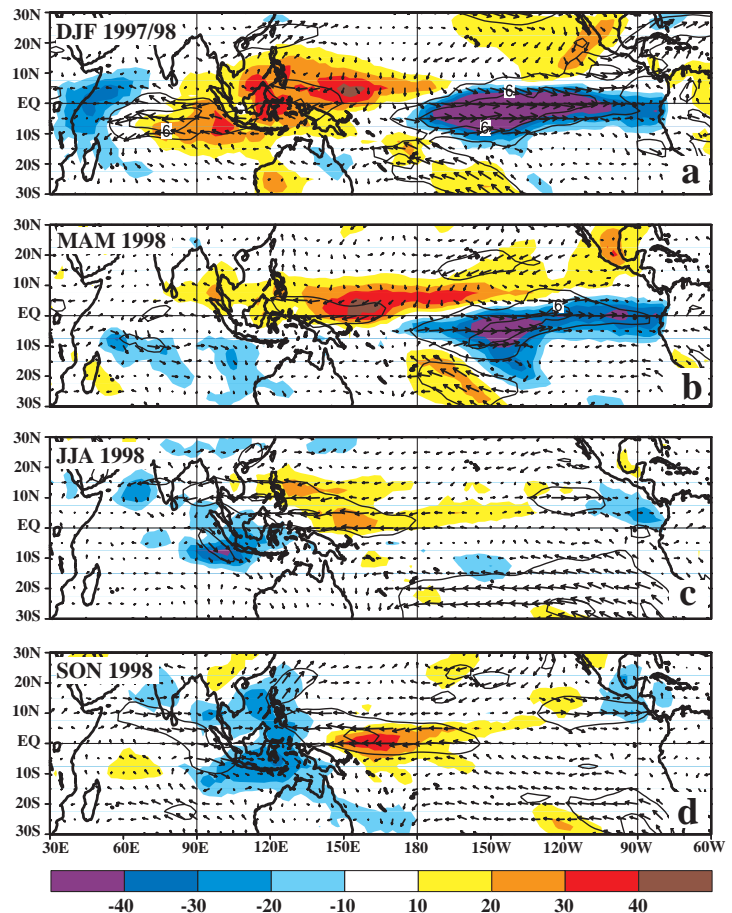 30N
DJF 1997/98
20N
10N
6
EQ
6
10S
6
20S
a
30S
30N
MAM 1998
20N
10N
6
EQ
10S
20S
b
30S
30N
JJA 1998
20N
10N
EQ
10S
20S
c
30S
30N
SON 1998
20N
10N
EQ
10S
20S
d
30S
30E 60E 90E 120E 150E 180 150W 120W 90W 60W
-40 -30 -20 -10 10 20 30 40